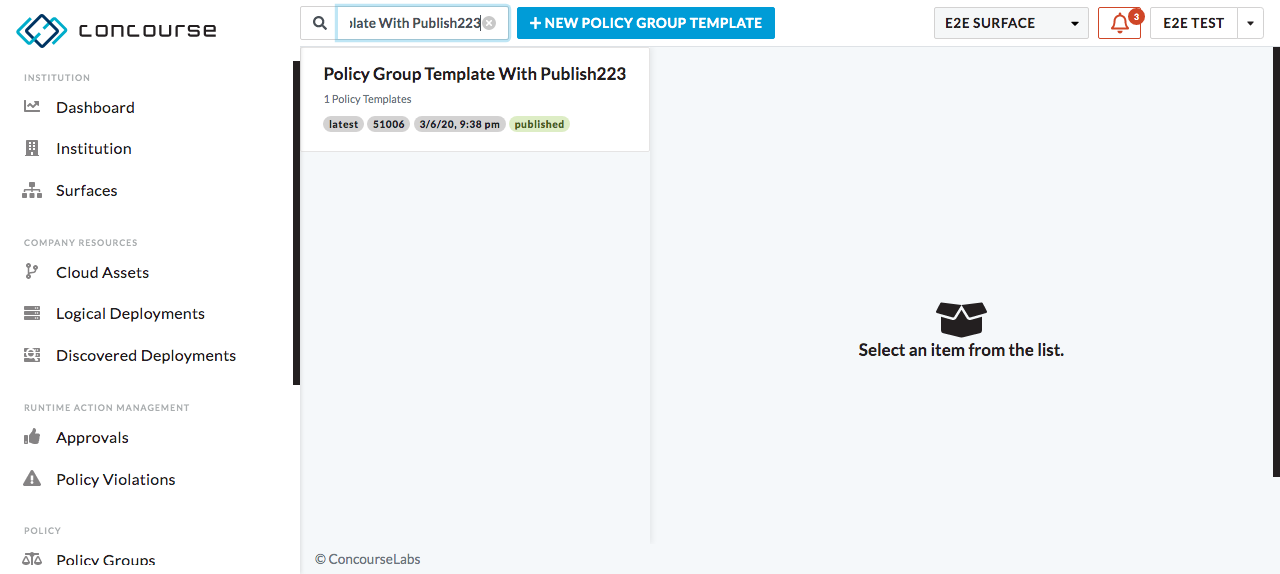 concourse
plate With Publish223
+ NEW POLICY GROUP TEMPLATE
E2E SURFACE
3
E2E TEST
INSTITUTION
Dashboard
Institution
Surfaces
COMPANY RESOURCES
Cloud Assets
Logical Deployments
Discovered Deployments
RUNTIME ACTION MANAGEMENT
Approvals
Policy Violations
POLICY
Policy Groups
Policy Group Template With Publish223
1 Policy Templates
latest 51006 3/6/20, 9:38 pm published
Select an item from the list.
© ConcourseLabs